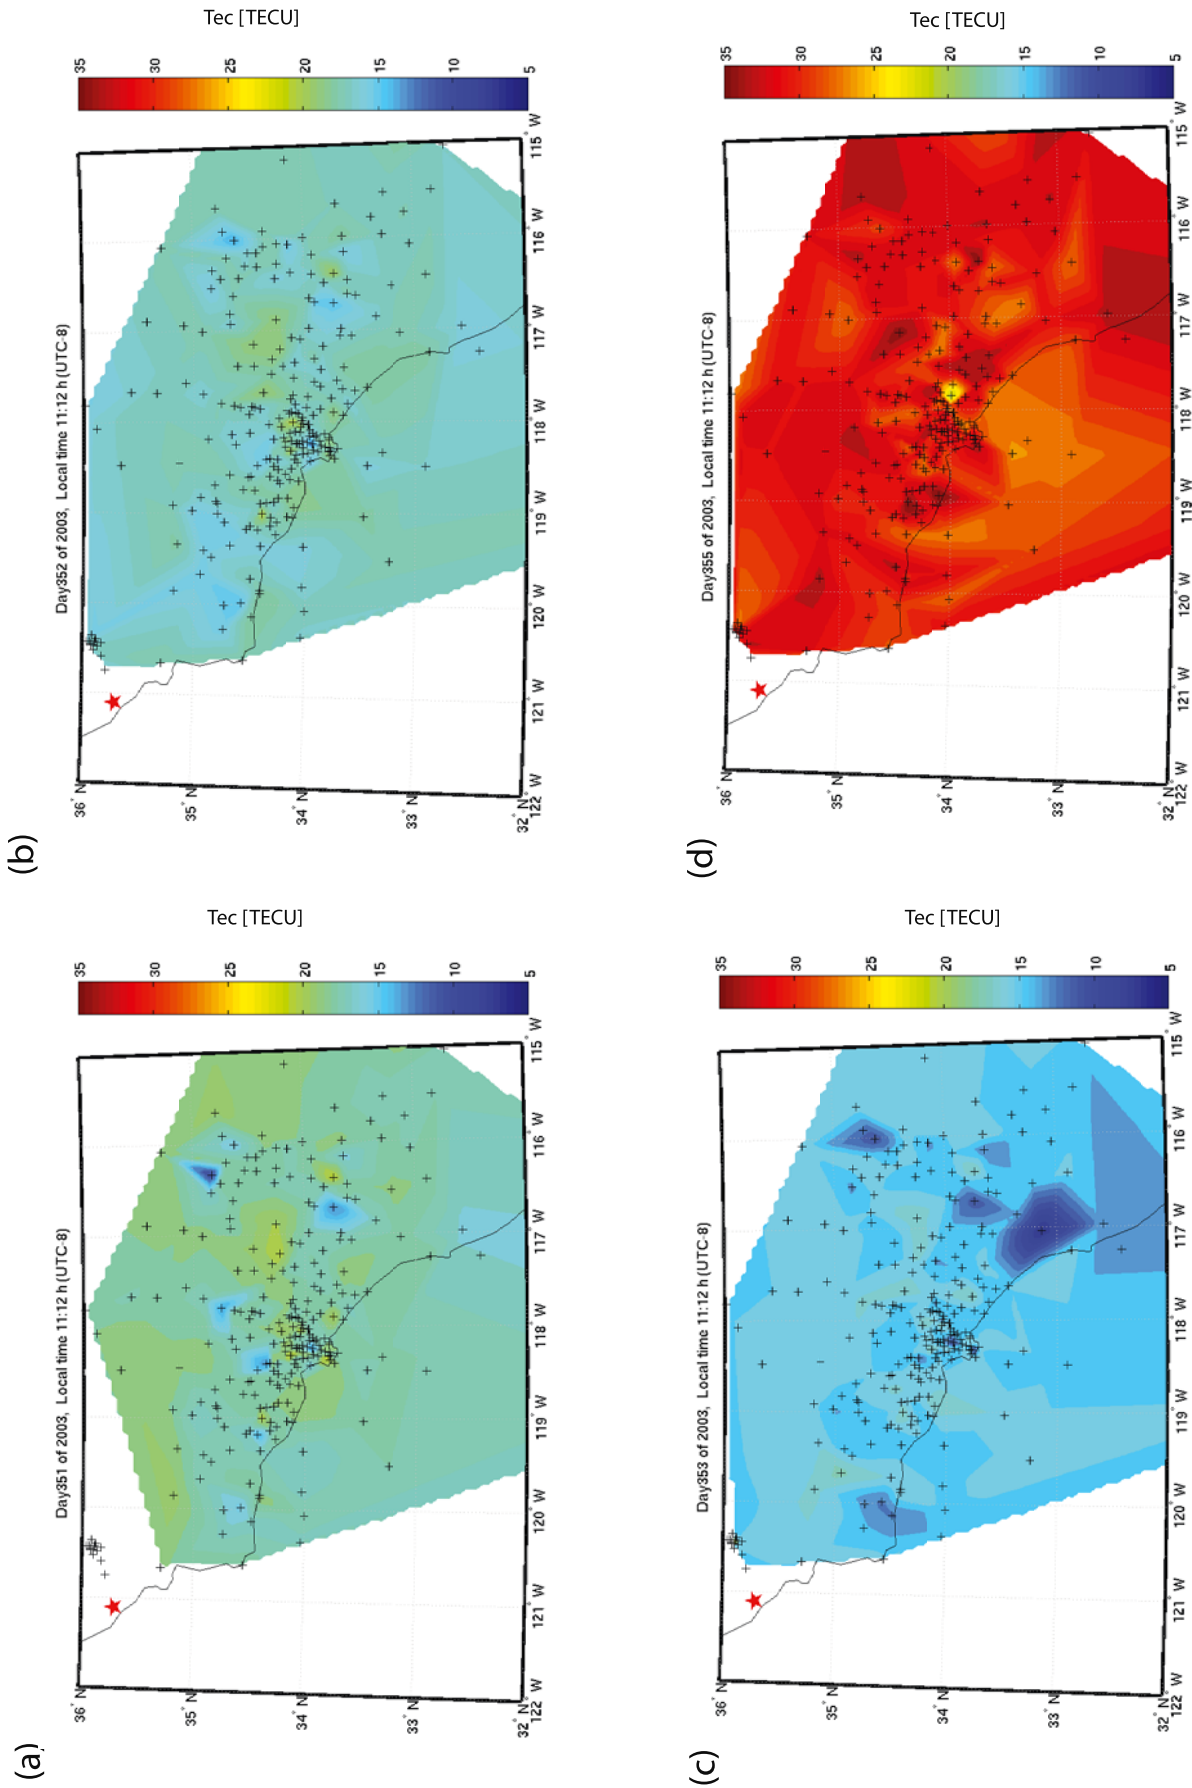 (a)
Day351 of 2003, Local time 11:12 h (UTC-8)
36° N
35° N
34° N
33° N
32° N
122° W
121° W
120° W
119° W
118° W
117° W
116° W
115° W
35
30
25
20
15
10
5
Tec [TECU]
(b)
Day352 of 2003, Local time 11:12 h (UTC-8)
36° N
35° N
34° N
33° N
32° N
122° W
121° W
120° W
119° W
118° W
117° W
116° W
115° W
35
30
25
20
15
10
5
Tec [TECU]
(c)
Day353 of 2003, Local time 11:12 h (UTC-8)
36° N
35° N
34° N
33° N
32° N
122° W
121° W
120° W
119° W
118° W
117° W
116° W
115° W
35
30
25
20
15
10
5
Tec [TECU]
(d)
Day355 of 2003, Local time 11:12 h (UTC-8)
36° N
35° N
34° N
33° N
32° N
122° W
121° W
120° W
119° W
118° W
117° W
116° W
115° W
35
30
25
20
15
10
5
Tec [TECU]